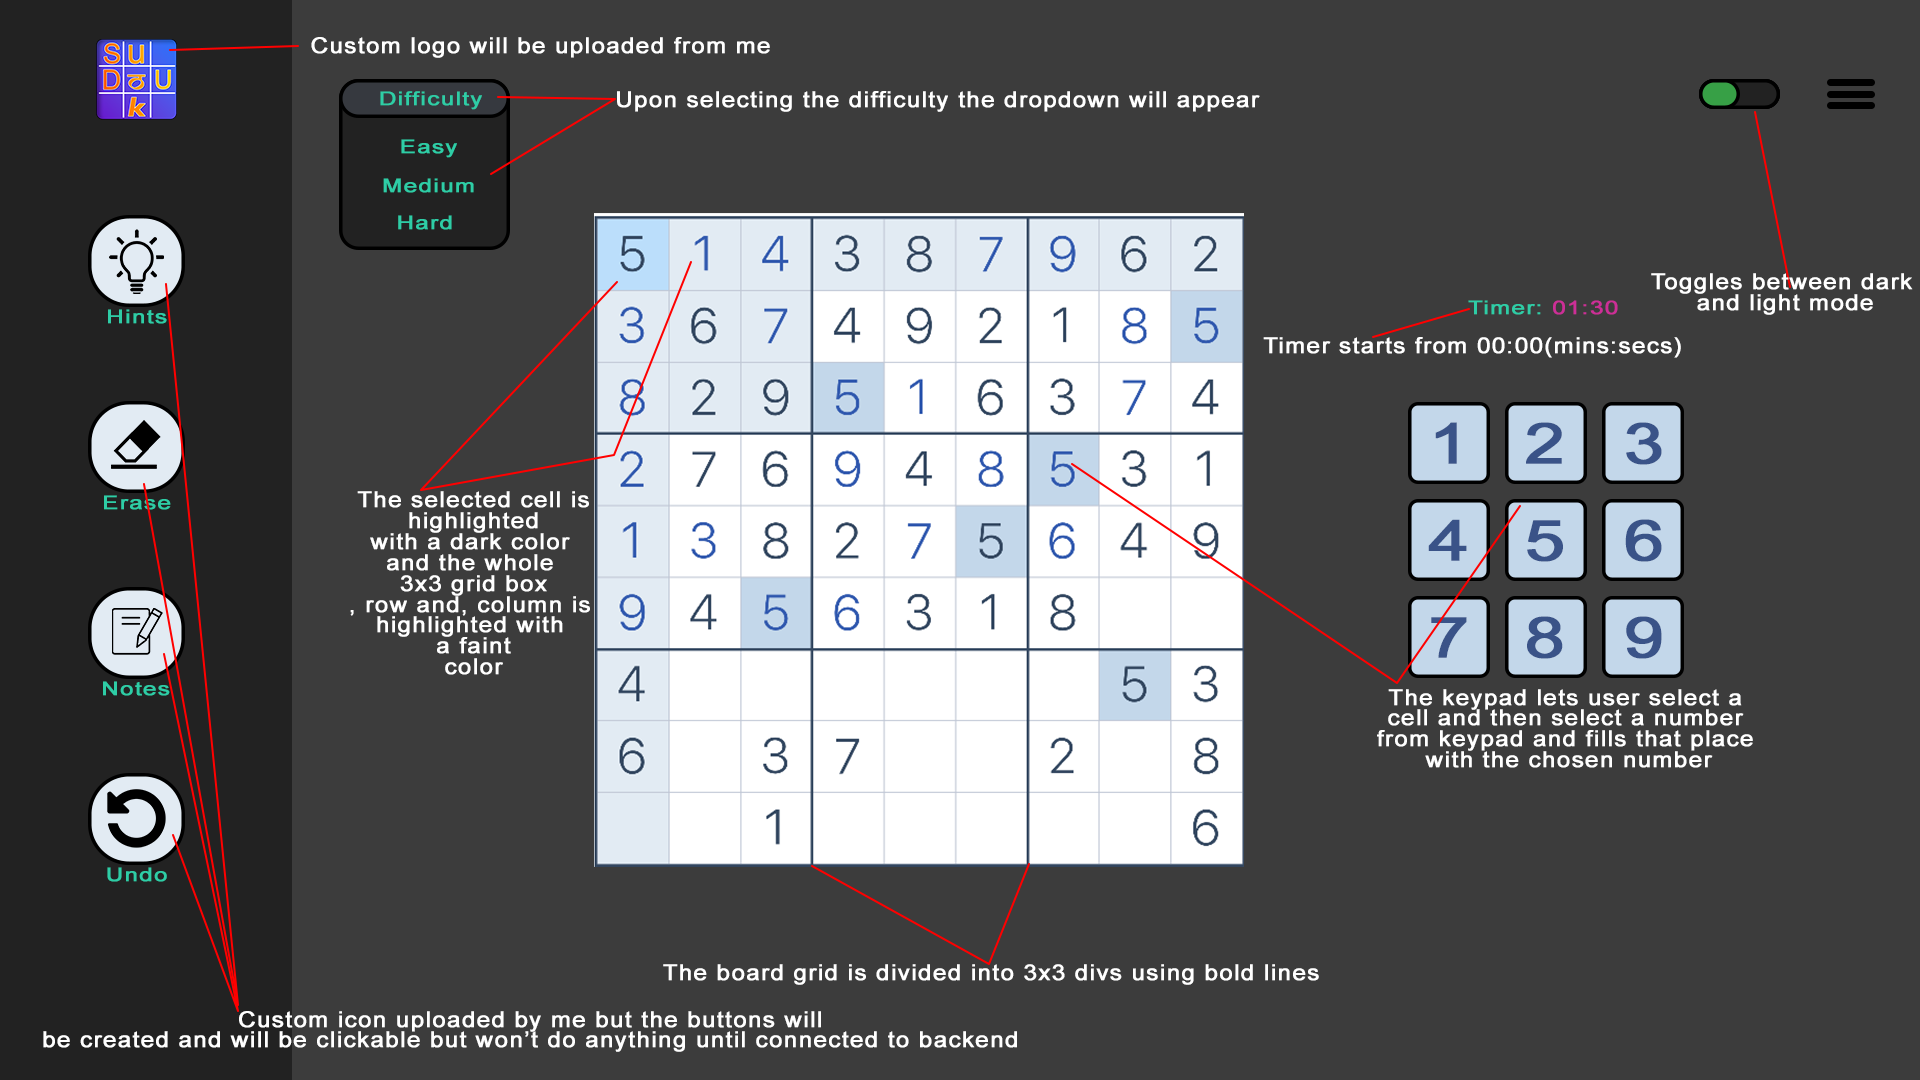 Su
DoU
k
Custom logo will be uploaded from me
Difficulty
Upon selecting the difficulty the dropdown will appear
Easy
Medium
Hard
Hints
Erase
Notes
Undo
5 1 4 3 8 7 9 6 2
3 6 7 4 9 2 1 8 5
8 2 9 5 1 6 3 7 4
2 7 6 9 4 8 5 3 1
1 3 8 2 7 5 6 4 9
9 4 5 6 3 1 8
4 5 3
6 3 7 2 8
1 6
The selected cell is
highlighted
with a dark color
and the whole
3x3 grid box
, row and, column is
highlighted with
a faint
color
Toggles between dark
and light mode
Timer: 01:30
Timer starts from 00:00(mins:secs)
1 2 3
4 5 6
7 8 9
The keypad lets user select a
cell and then select a number
from keypad and fills that place
with the chosen number
The board grid is divided into 3x3 divs using bold lines
Custom icon uploaded by me but the buttons will
be created and will be clickable but won't do anything until connected to backend